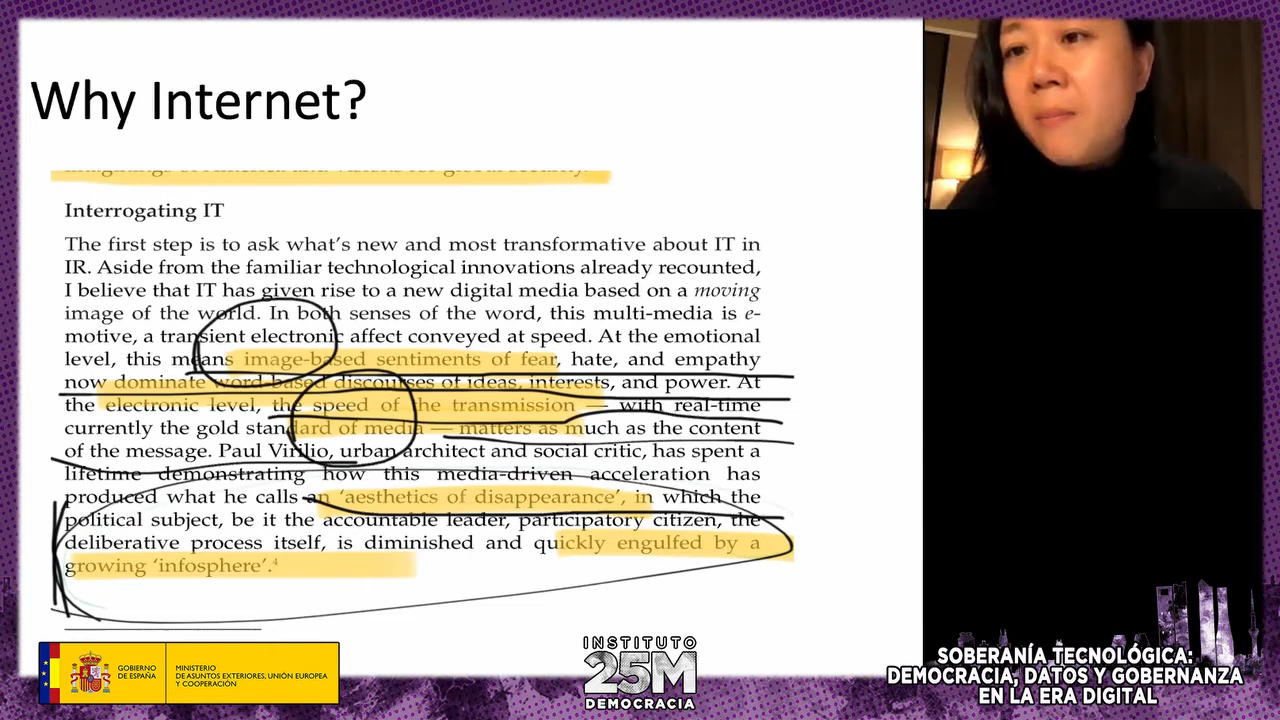 Why Internet?
imaginings of America and visions for global security.
Interrogating IT
The first step is to ask what's new and most transformative about IT in
IR. Aside from the familiar technological innovations already recounted,
I believe that IT has given rise to a new digital media based on a moving
image of the world. In both senses of the word, this multi-media is e-
motive, a transient electronic affect conveyed at speed. At the emotional
level, this means image-based sentiments of fear, hate, and empathy
now dominate word-based discourses of ideas, interests, and power. At
the electronic level, the speed of the transmission — with real-time
currently the gold standard of media — matters as much as the content
of the message. Paul Virilio, urban architect and social critic, has spent a
lifetime demonstrating how this media-driven acceleration has
produced what he calls an 'aesthetics of disappearance', in which the
political subject, be it the accountable leader, participatory citizen, the
deliberative process itself, is diminished and quickly engulfed by a
growing 'infosphere'.4
GOBIERNO
DE ESPAÑA
MINISTERIO
DE ASUNTOS EXTERIORES, UNIÓN EUROPEA
Y COOPERACIÓN
INSTITUTO
25M
DEMOCRACIA
SOBERANÍA TECNOLÓGICA:
DEMOCRACIA, DATOS Y GOBERNANZA
EN LA ERA DIGITAL